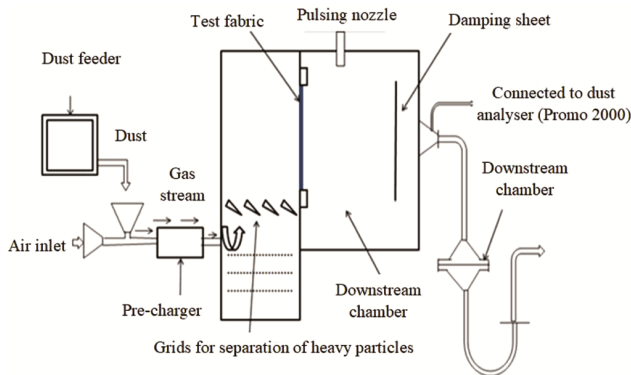 Test fabric
Pulsing nozzle
Damping sheet
Dust feeder
Connected to dust
analyser (Promo 2000)
Dust
Gas
stream
Downstream
chamber
Air inlet
Pre-charger
Downstream
chamber
Grids for separation of heavy particles